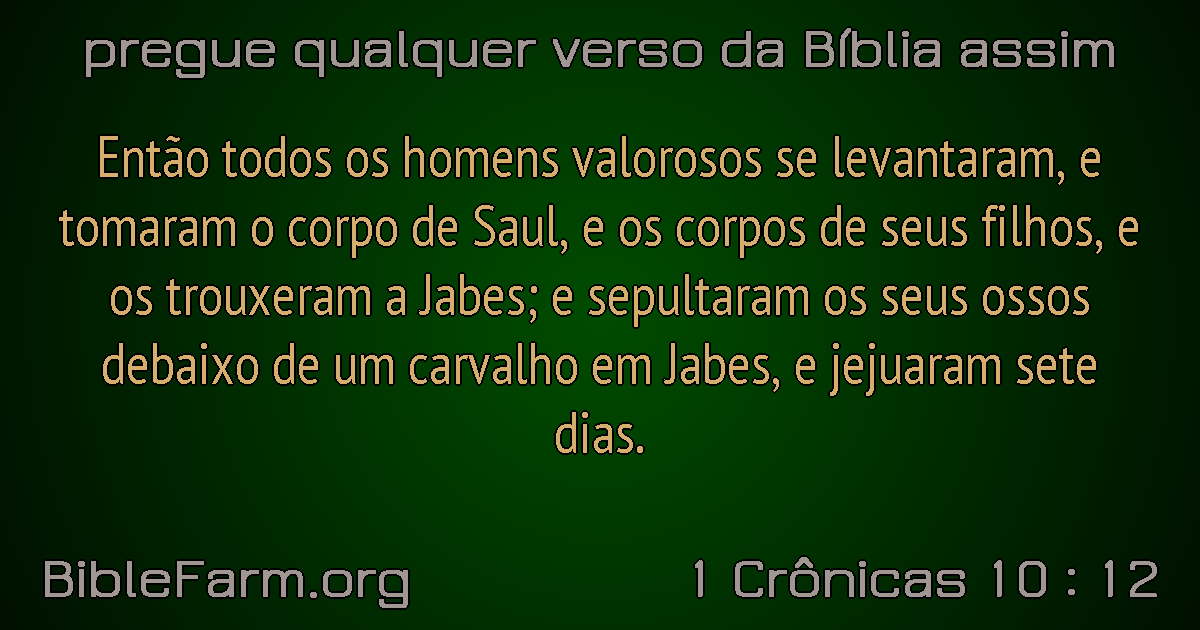 pregue qualquer verso da Bíblia assim
Então todos os homens valorosos se levantaram, e
tomaram o corpo de Saul, e os corpos de seus filhos, e
os trouxeram a Jabes; e sepultaram os seus ossos
debaixo de um carvalho em Jabes, e jejuaram sete
dias.
BibleFarm.org
1 Crônicas 10 : 12